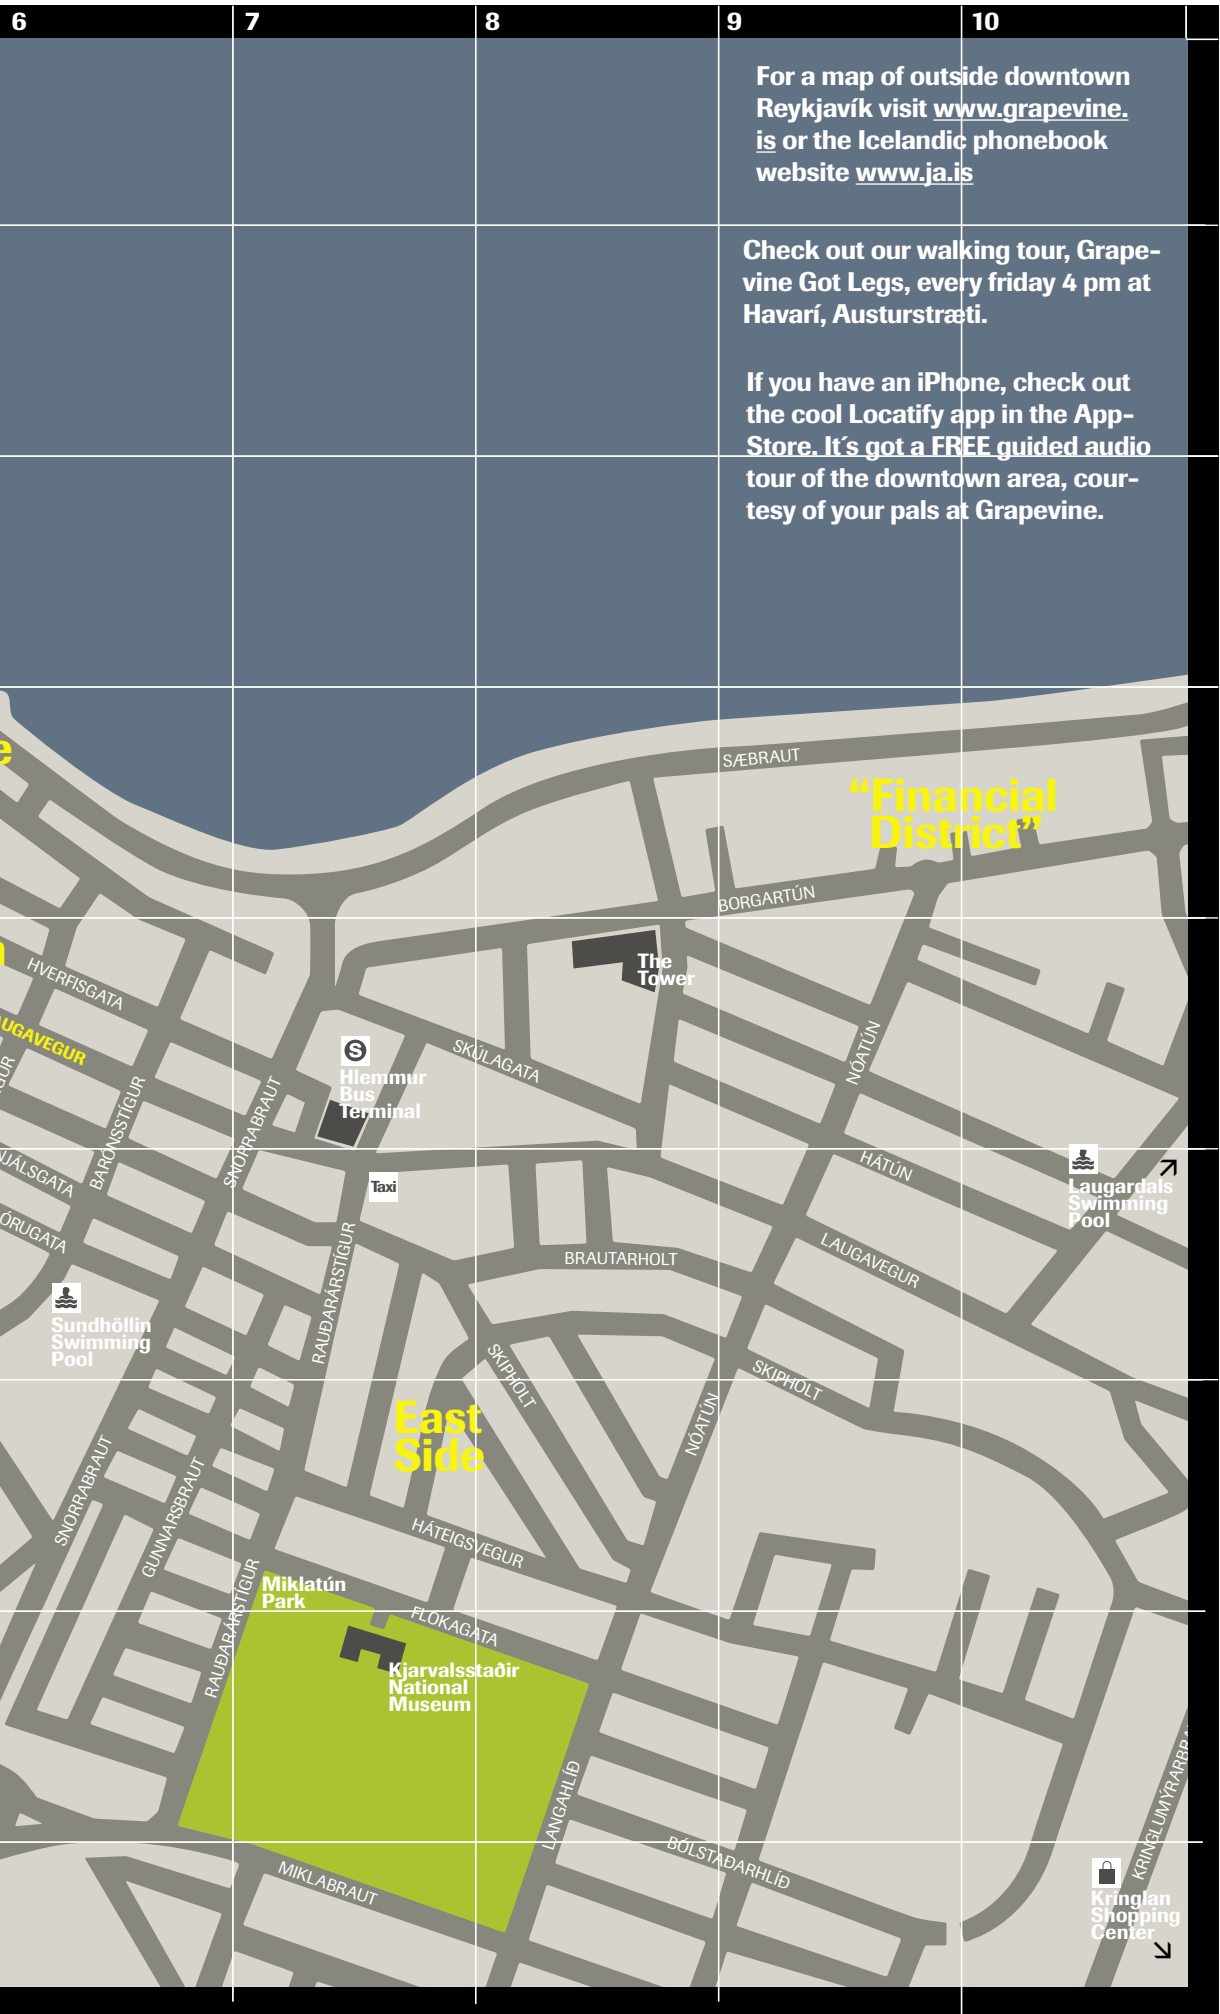 6 7 8 9 10
For a map of outside downtown
Reykjavík visit www.grapevine.
is or the Icelandic phonebook
website www.ja.is
Check out our walking tour, Grape-
vine Got Legs, every friday 4 pm at
Havarí, Austurstræti.
If you have an iPhone, check out
the cool Locatify app in the App-
Store. It´s got a FREE guided audio
tour of the downtown area, cour-
tesy of your pals at Grapevine.
SÆBRAUT
“Financial
District”
BORGARTÚN
The
Tower
HVERFISGATA
AUGAVEGUR
SKÚLAGATA
NÓATÚN
S
Hlemmur
Bus
Terminal
BARÓNSSTÍGUR
SNORRABRAUT
HÁTÚN
Laugardals
Swimming
Pool
Taxi
NJÁLSGATA
ÓRUGATA
BRAUTARHOLT
LAUGAVEGUR
RAUÐARÁRSTÍGUR
Sundhöllin
Swimming
Pool
SKIPHOLT
SKIPHOLT
East
Side
NÓATÚN
SNORRABRAUT
GUNNARSBRAUT
HÁTEIGSVEGUR
Miklatún
Park
FLÓKAGATA
RAUÐARÁRSTÍGUR
Kjarvalsstaðir
National
Museum
LANGAHLÍÐ
BÓLSTAÐARHLÍÐ
MIKLABRAUT
KRINGLUMÝRARBRA
Kringlan
Shopping
Center